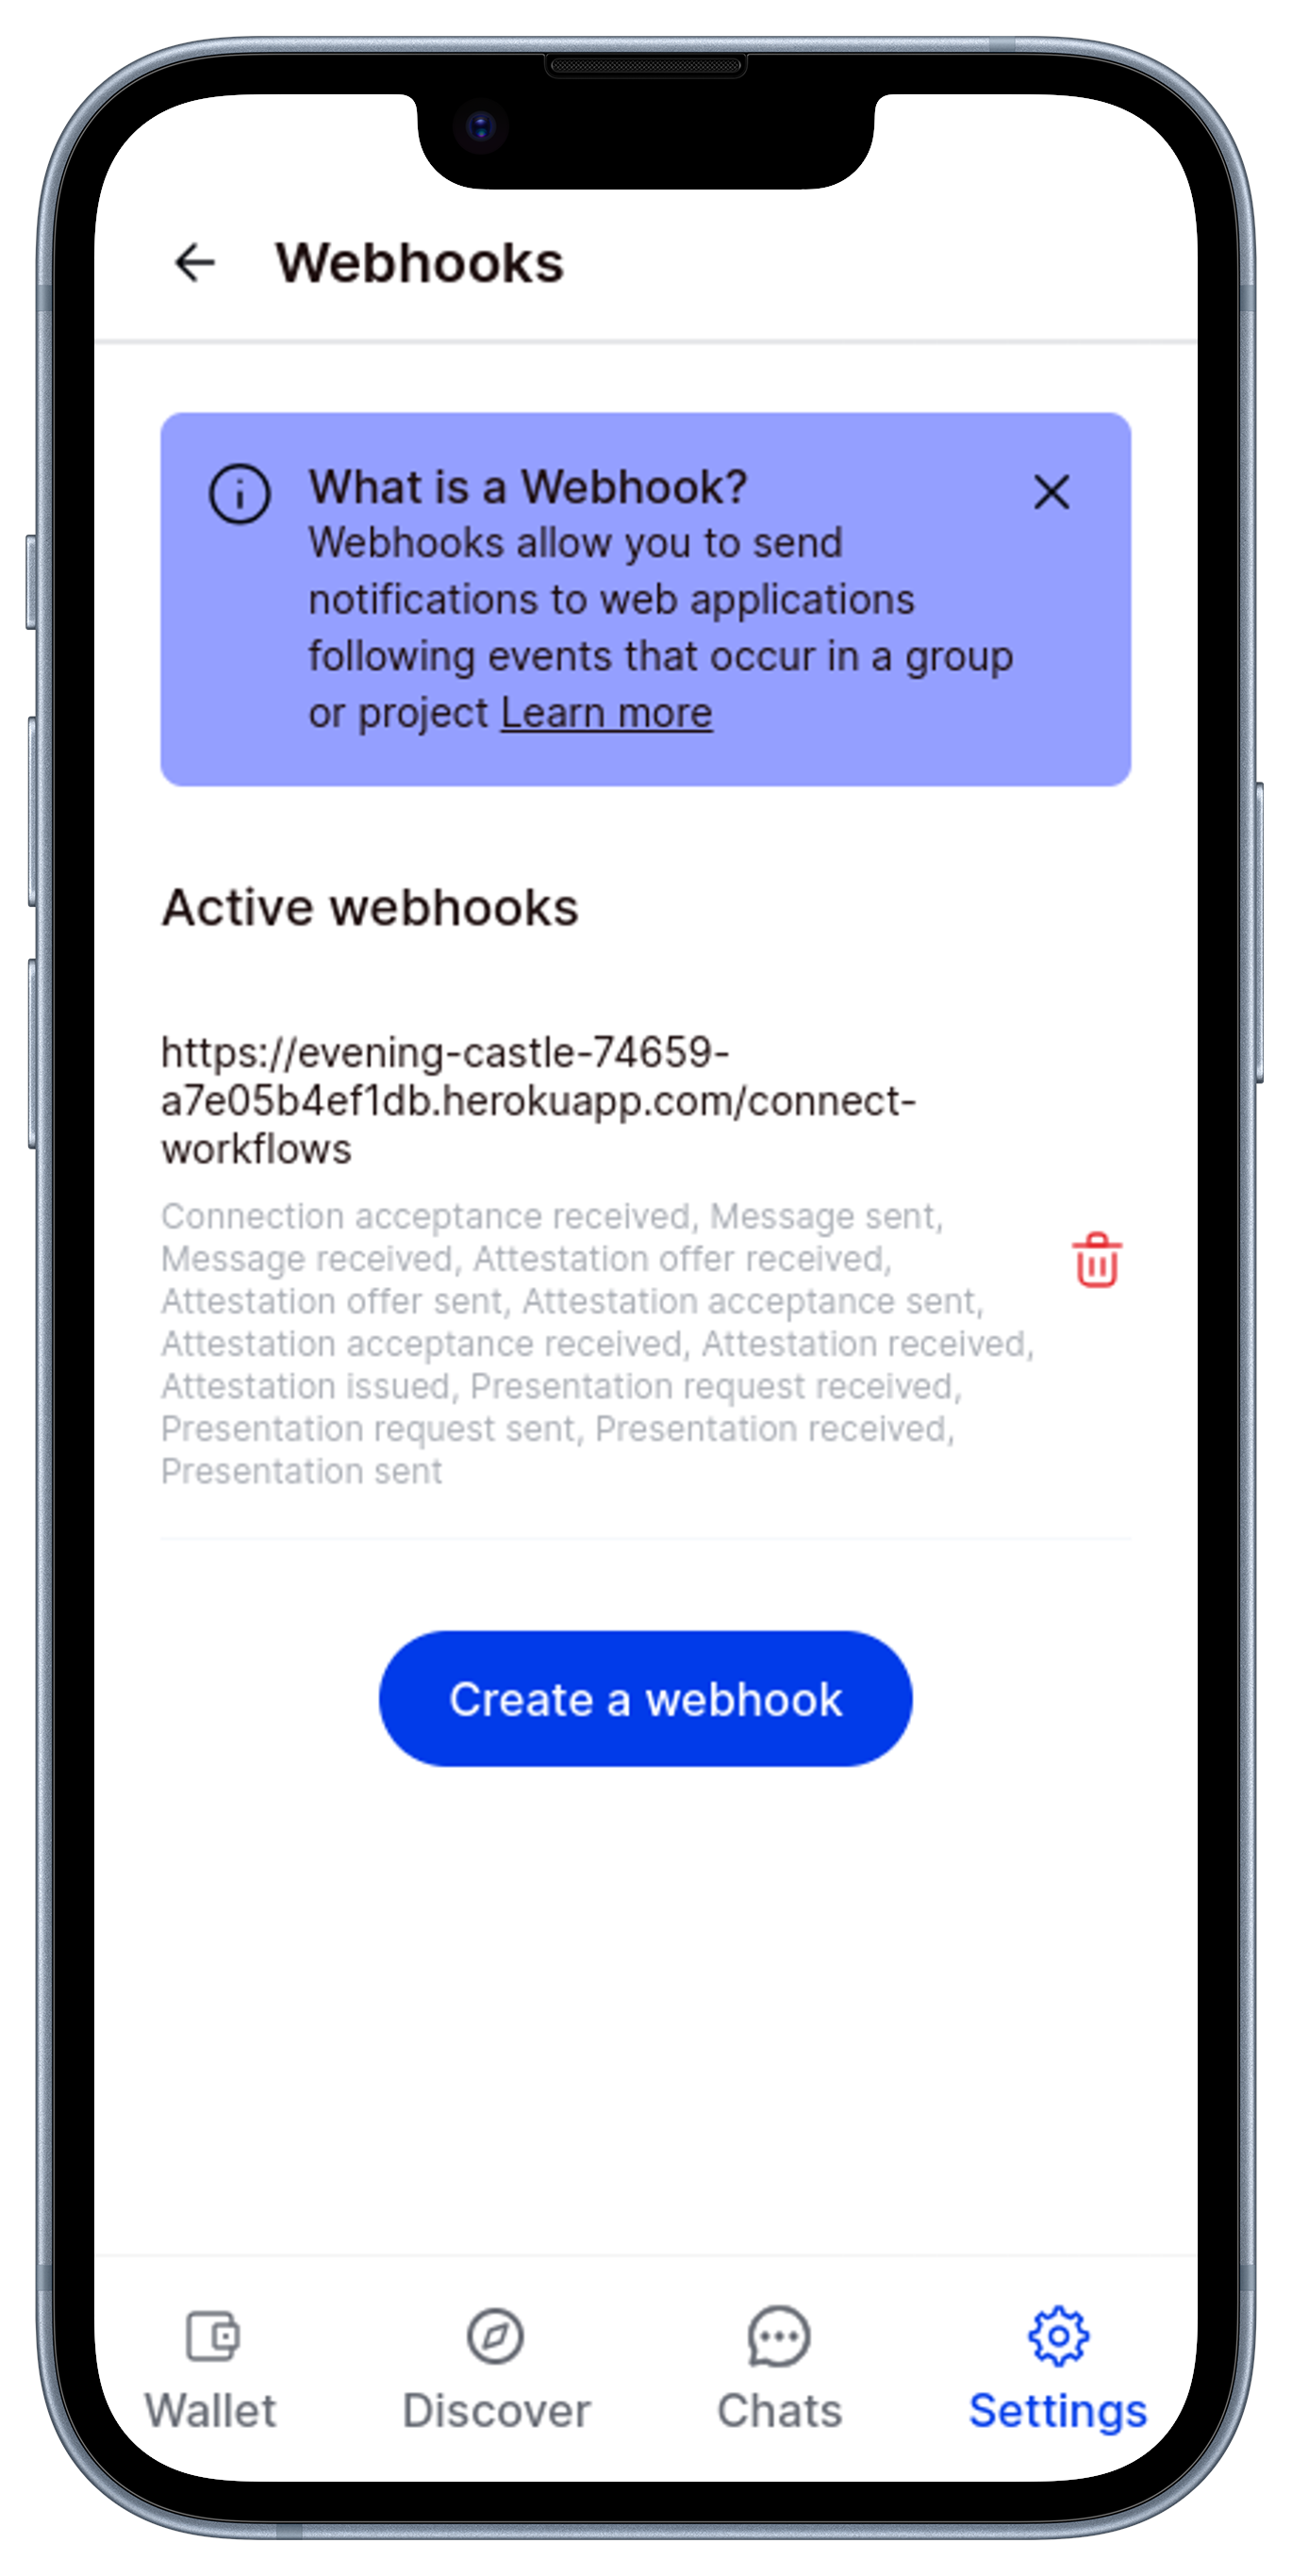 Webhooks
What is a Webhook?
Webhooks allow you to send
notifications to web applications
following events that occur in a group
or project Learn more
Active webhooks
https://evening-castle-74659-
a7e05b4ef1db.herokuapp.com/connect-
workflows
Connection acceptance received, Message sent,
Message received, Attestation offer received,
Attestation offer sent, Attestation acceptance sent,
Attestation acceptance received, Attestation received,
Attestation issued, Presentation request received,
Presentation request sent, Presentation received,
Presentation sent
Create a webhook
Wallet Discover Chats Settings